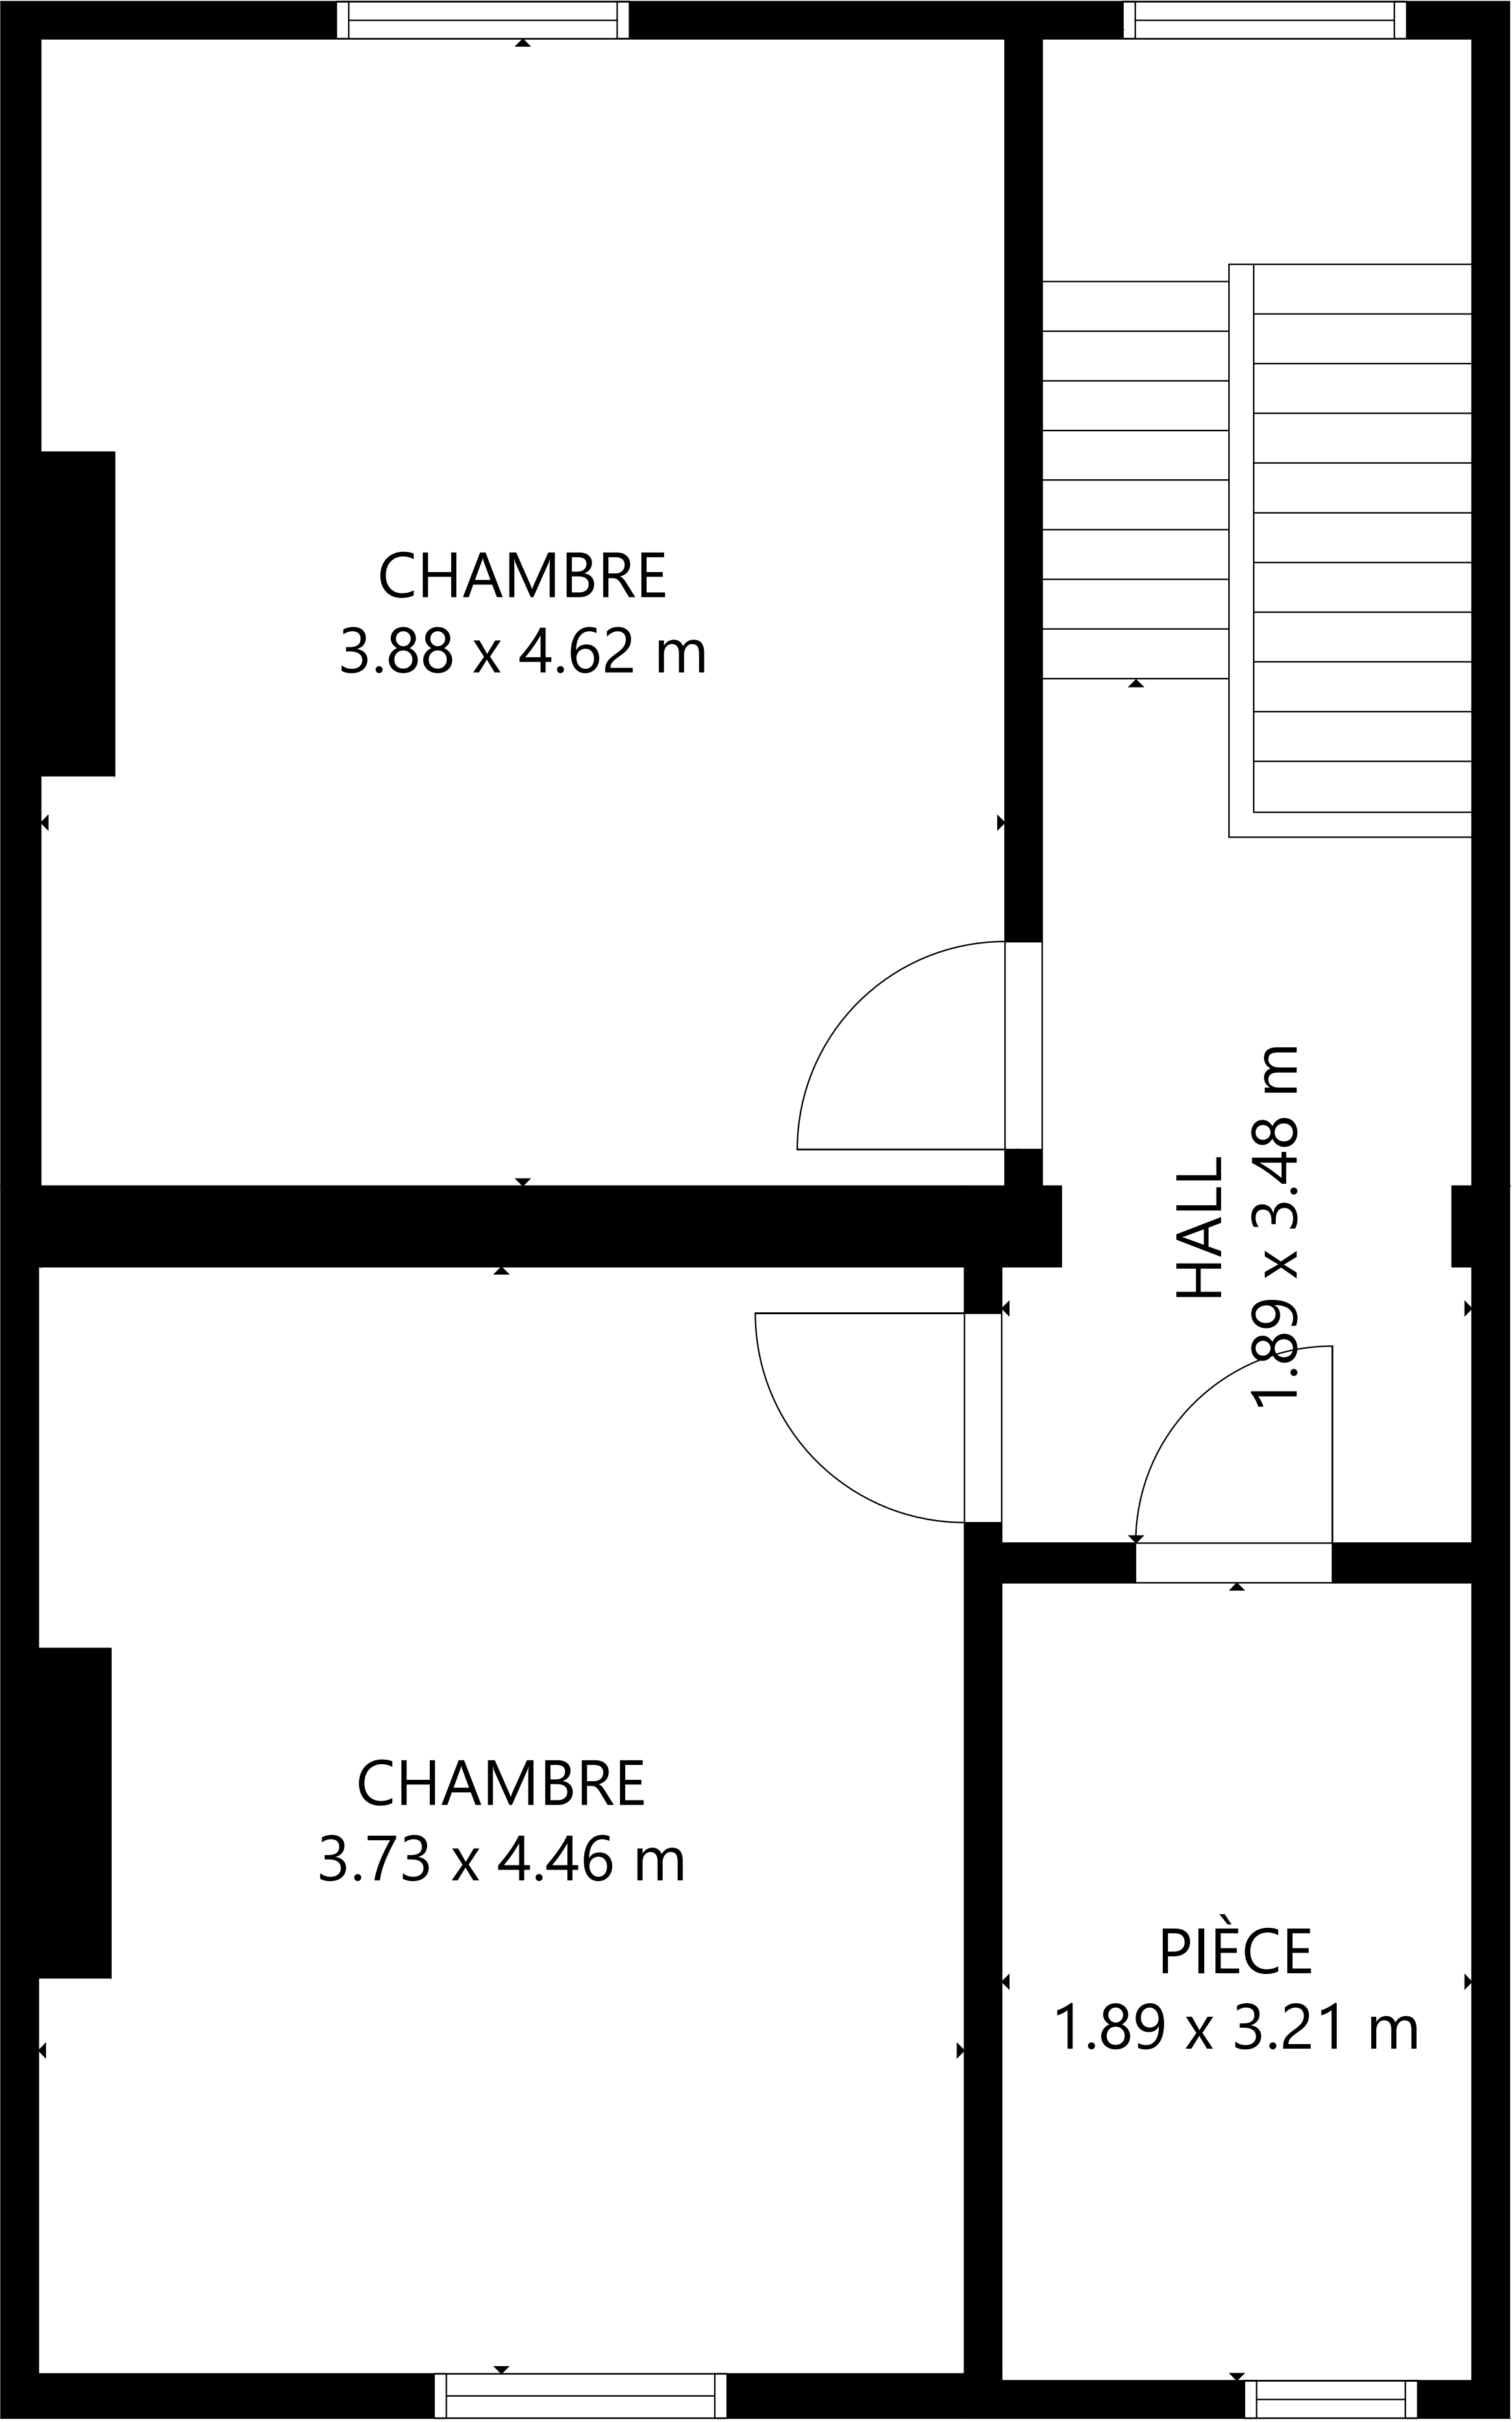 CHAMBRE
3.88 x 4.62 m
HALL
1.89 x 3.48 m
CHAMBRE
3.73 x 4.46 m
PIÈCE
1.89 x 3.21 m